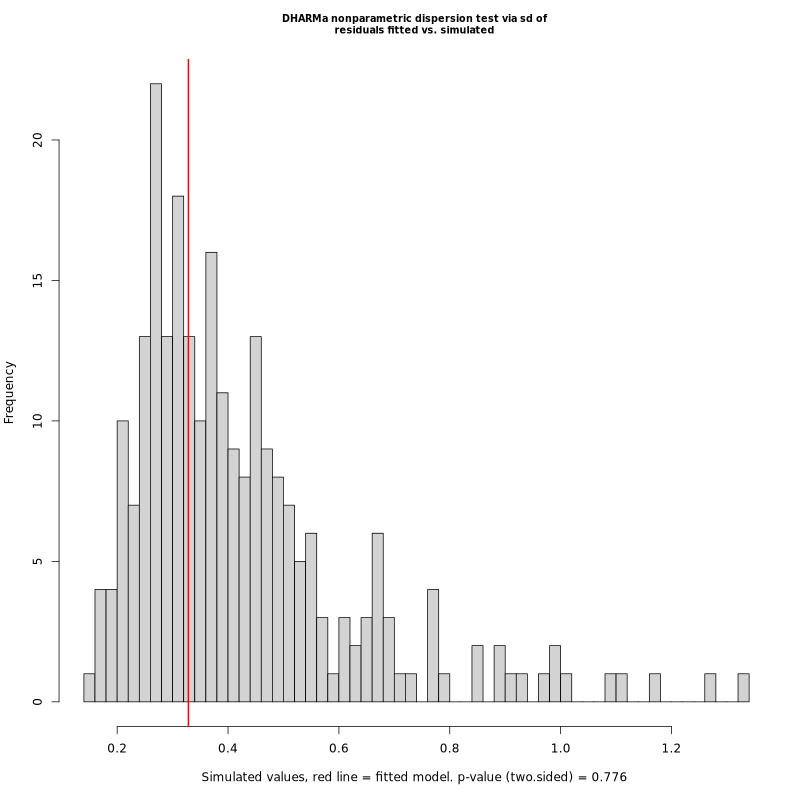 DHARMa nonparametric dispersion test via sd of
residuals fitted vs. simulated
Frequency
20
15
10
5
0
0.2 0.4 0.6 0.8 1.0 1.2
Simulated values, red line = fitted model. p-value (two.sided) = 0.776